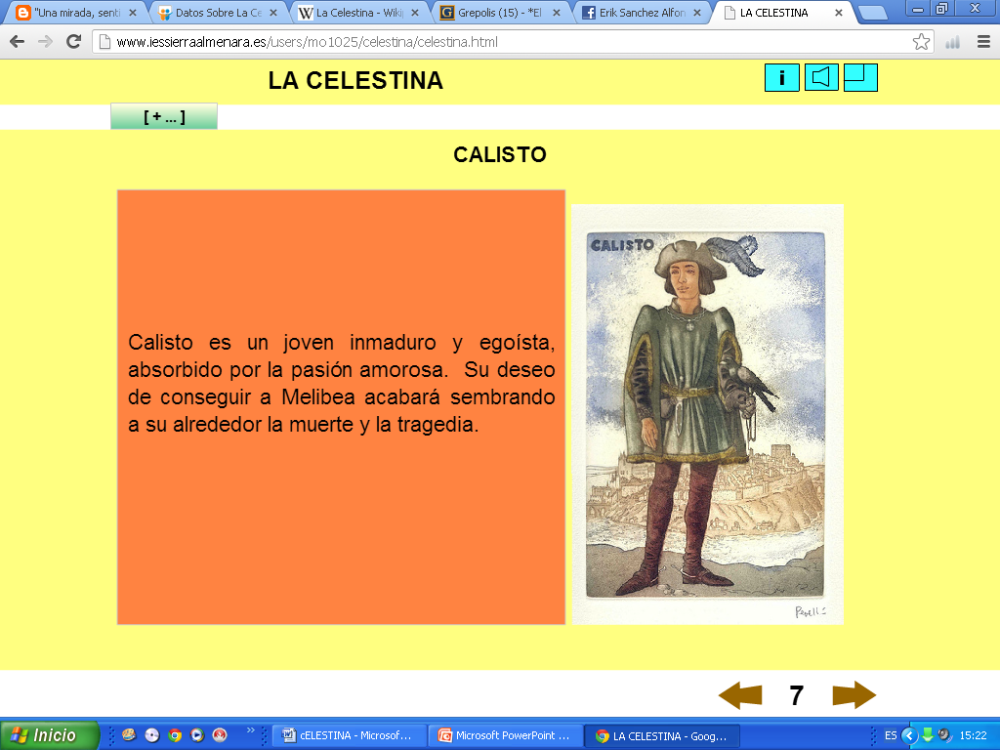 "Una mirada, senti
Datos Sobre La Ce
La Celestina - Wiki
Grepolis (15) - *El
Erik Sanchez Alfon
LA CELESTINA
www.iessierraalmenara.es/users/mo1025/celestina/celestina.html
LA CELESTINA
i
[ + ... ]
CALISTO
Calisto es un joven inmaduro y egoísta,
absorbido por la pasión amorosa. Su deseo
de conseguir a Melibea acabará sembrando
a su alrededor la muerte y la tragedia.
CALISTO
7
Inicio
cELESTINA - Microsof...
Microsoft PowerPoint ...
LA CELESTINA - Goog...
ES
15:22